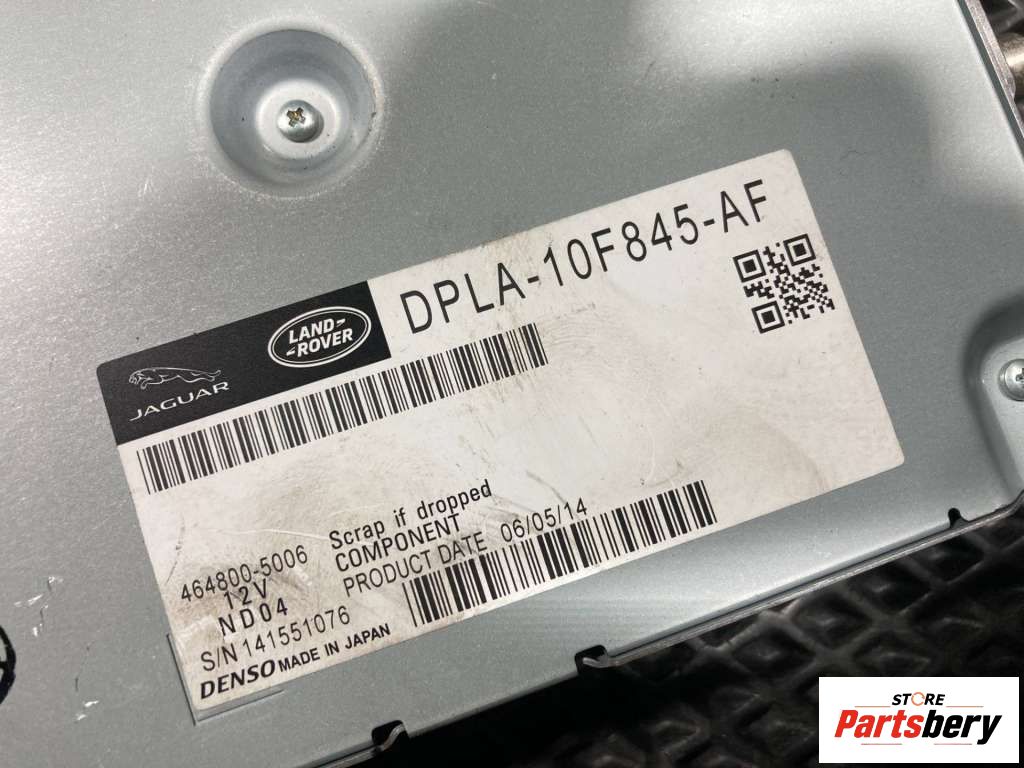 DPLA-10F845-AF
LAND-
-ROVER
JAGUAR
464800-5006
12V
ND04
S/N 141551076
DENSO MADE IN JAPAN
Scrap if dropped
COMPONENT
PRODUCT DATE 06/05/14
STORE
Partsbery